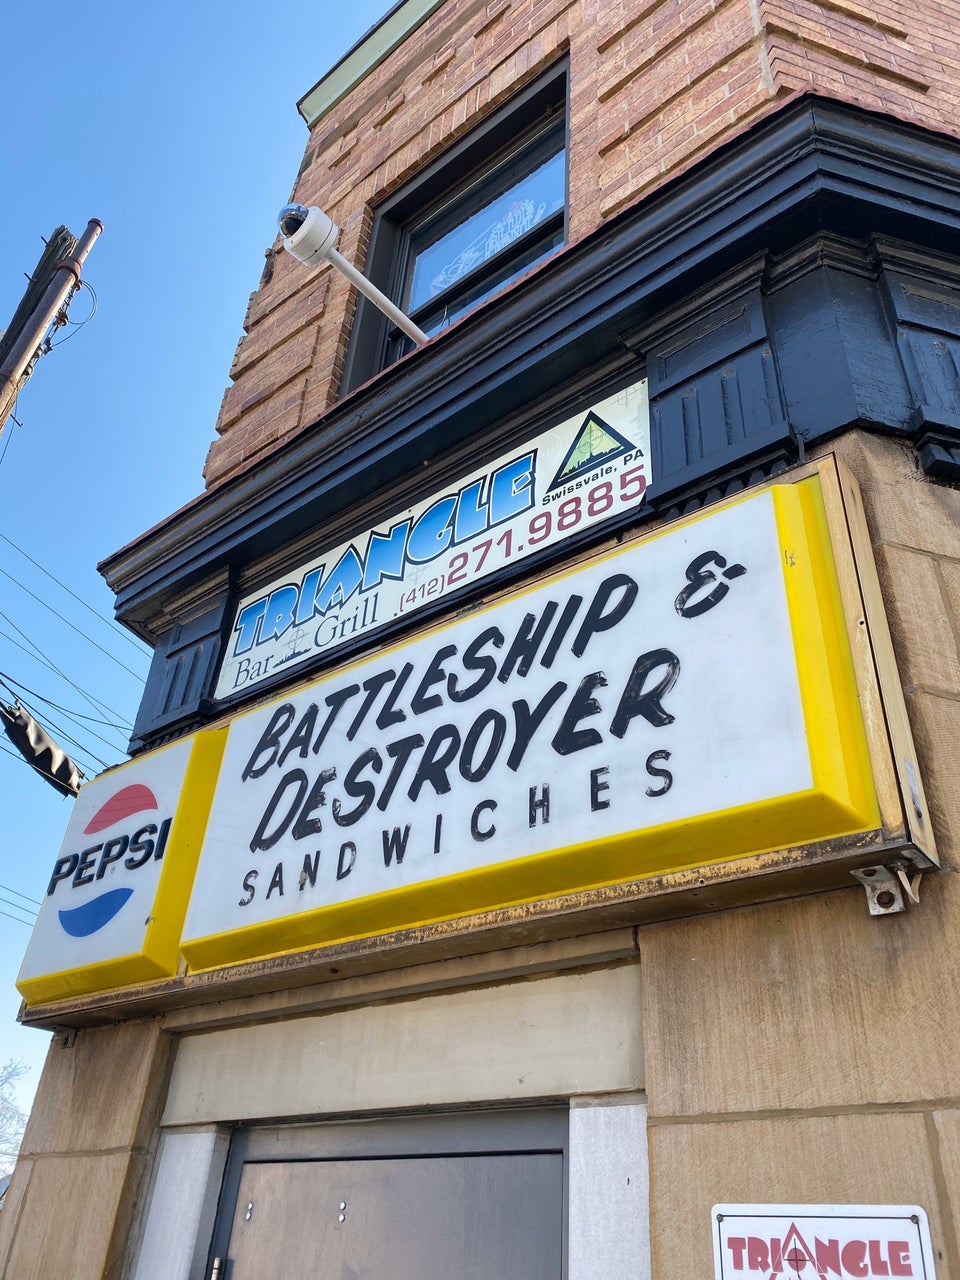 TRIANGLE
Bar Grill
Swissvale, PA
(412)271.9885
BATTLESHIP &
DESTROYER
SANDWICHES
PEPSI
TRIANGLE